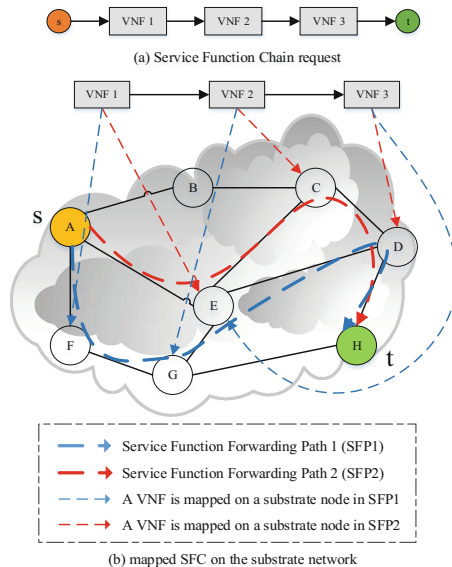 s VNF 1 VNF 2 VNF 3 t
(a) Service Function Chain request
VNF 1 VNF 2 VNF 3
B
C
S
A
D
E
F
H
t
G
Service Function Forwarding Path 1 (SFP1)
Service Function Forwarding Path 2 (SFP2)
A VNF is mapped on a substrate node in SFP1
A VNF is mapped on a substrate node in SFP2
(b) mapped SFC on the substrate network